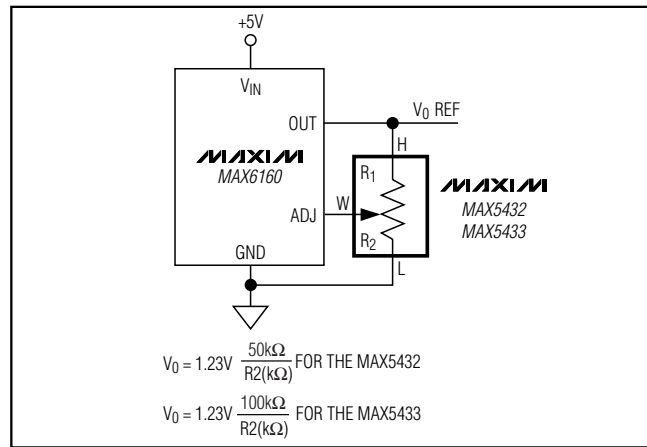 +5V
VIN
OUT
V0 REF
H
MAXIM
MAX6160
R1
MAXIM
MAX5432
MAX5433
ADJ
W
R2
GND
L
V0 = 1.23V 50kΩ / R2(kΩ) FOR THE MAX5432
V0 = 1.23V 100kΩ / R2(kΩ) FOR THE MAX5433